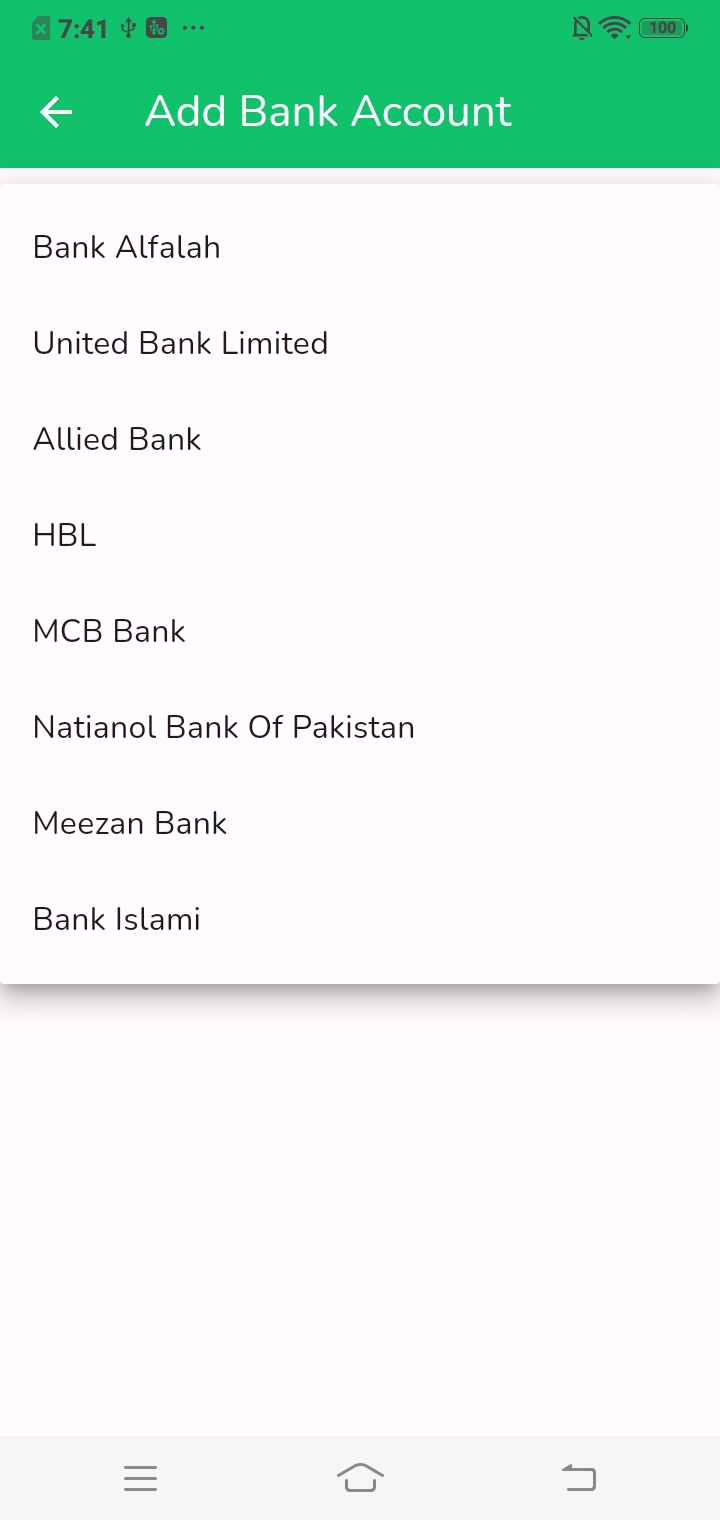 7:41
100
Add Bank Account
Bank Alfalah
United Bank Limited
Allied Bank
HBL
MCB Bank
Natianol Bank Of Pakistan
Meezan Bank
Bank Islami